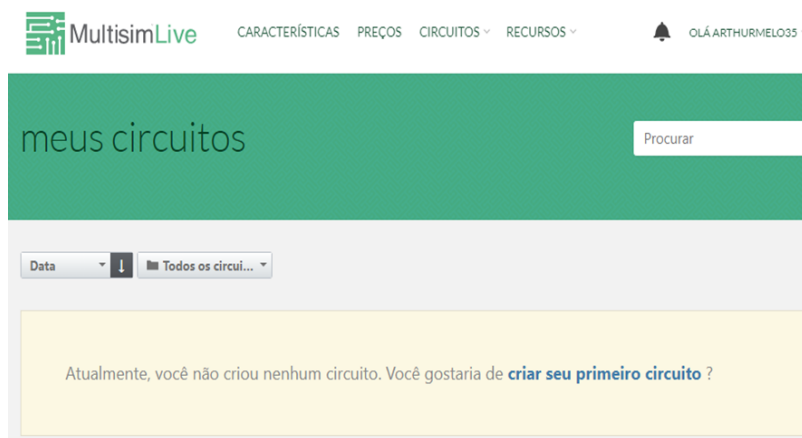 MultisimLive CARACTERÍSTICAS PREÇOS CIRCUITOS RECURSOS OLÁ ARTHURMELO35
meus circuitos
Procurar
Data Todos os circui...
Atualmente, você não criou nenhum circuito. Você gostaria de criar seu primeiro circuito ?